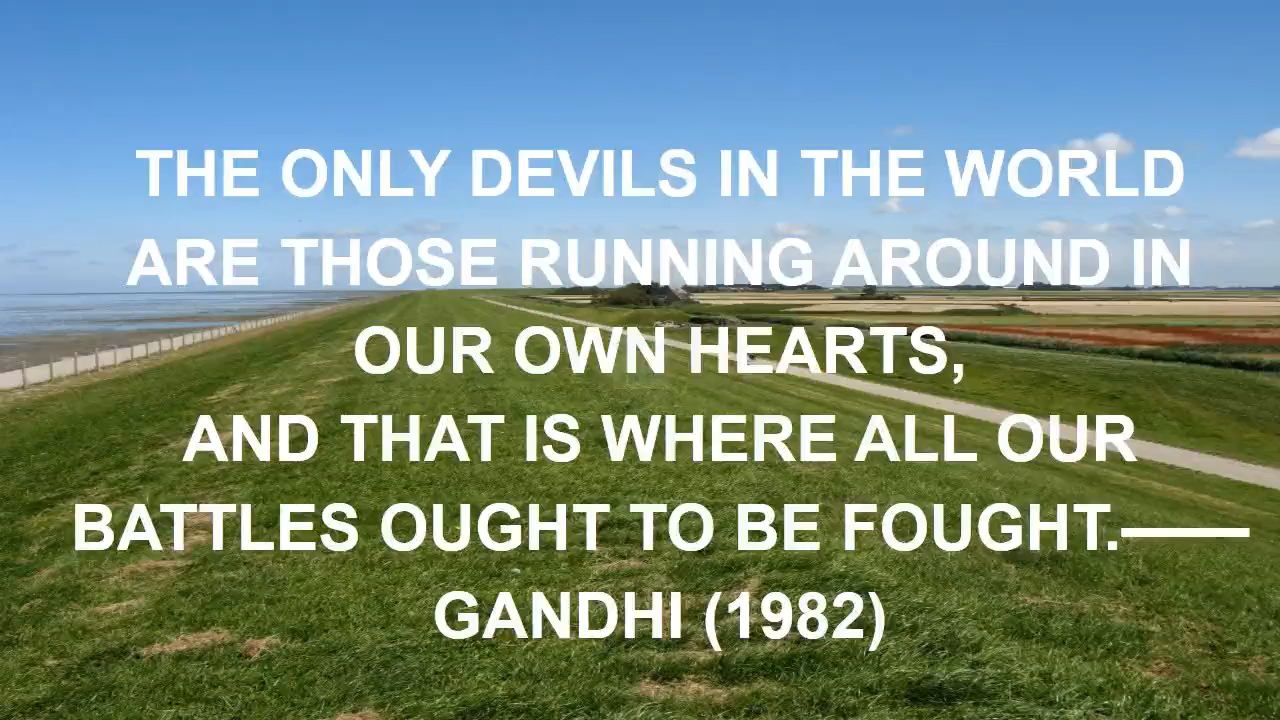 THE ONLY DEVILS IN THE WORLD
ARE THOSE RUNNING AROUND IN
OUR OWN HEARTS,
AND THAT IS WHERE ALL OUR
BATTLES OUGHT TO BE FOUGHT.——
GANDHI (1982)